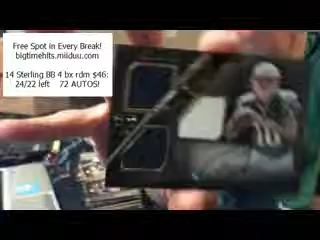 Free Spot in Every Break!
bigtimehits.miiduu.com
14 Sterling BB 4 bx rdm $46:
24/22 left 72 AUTOS!